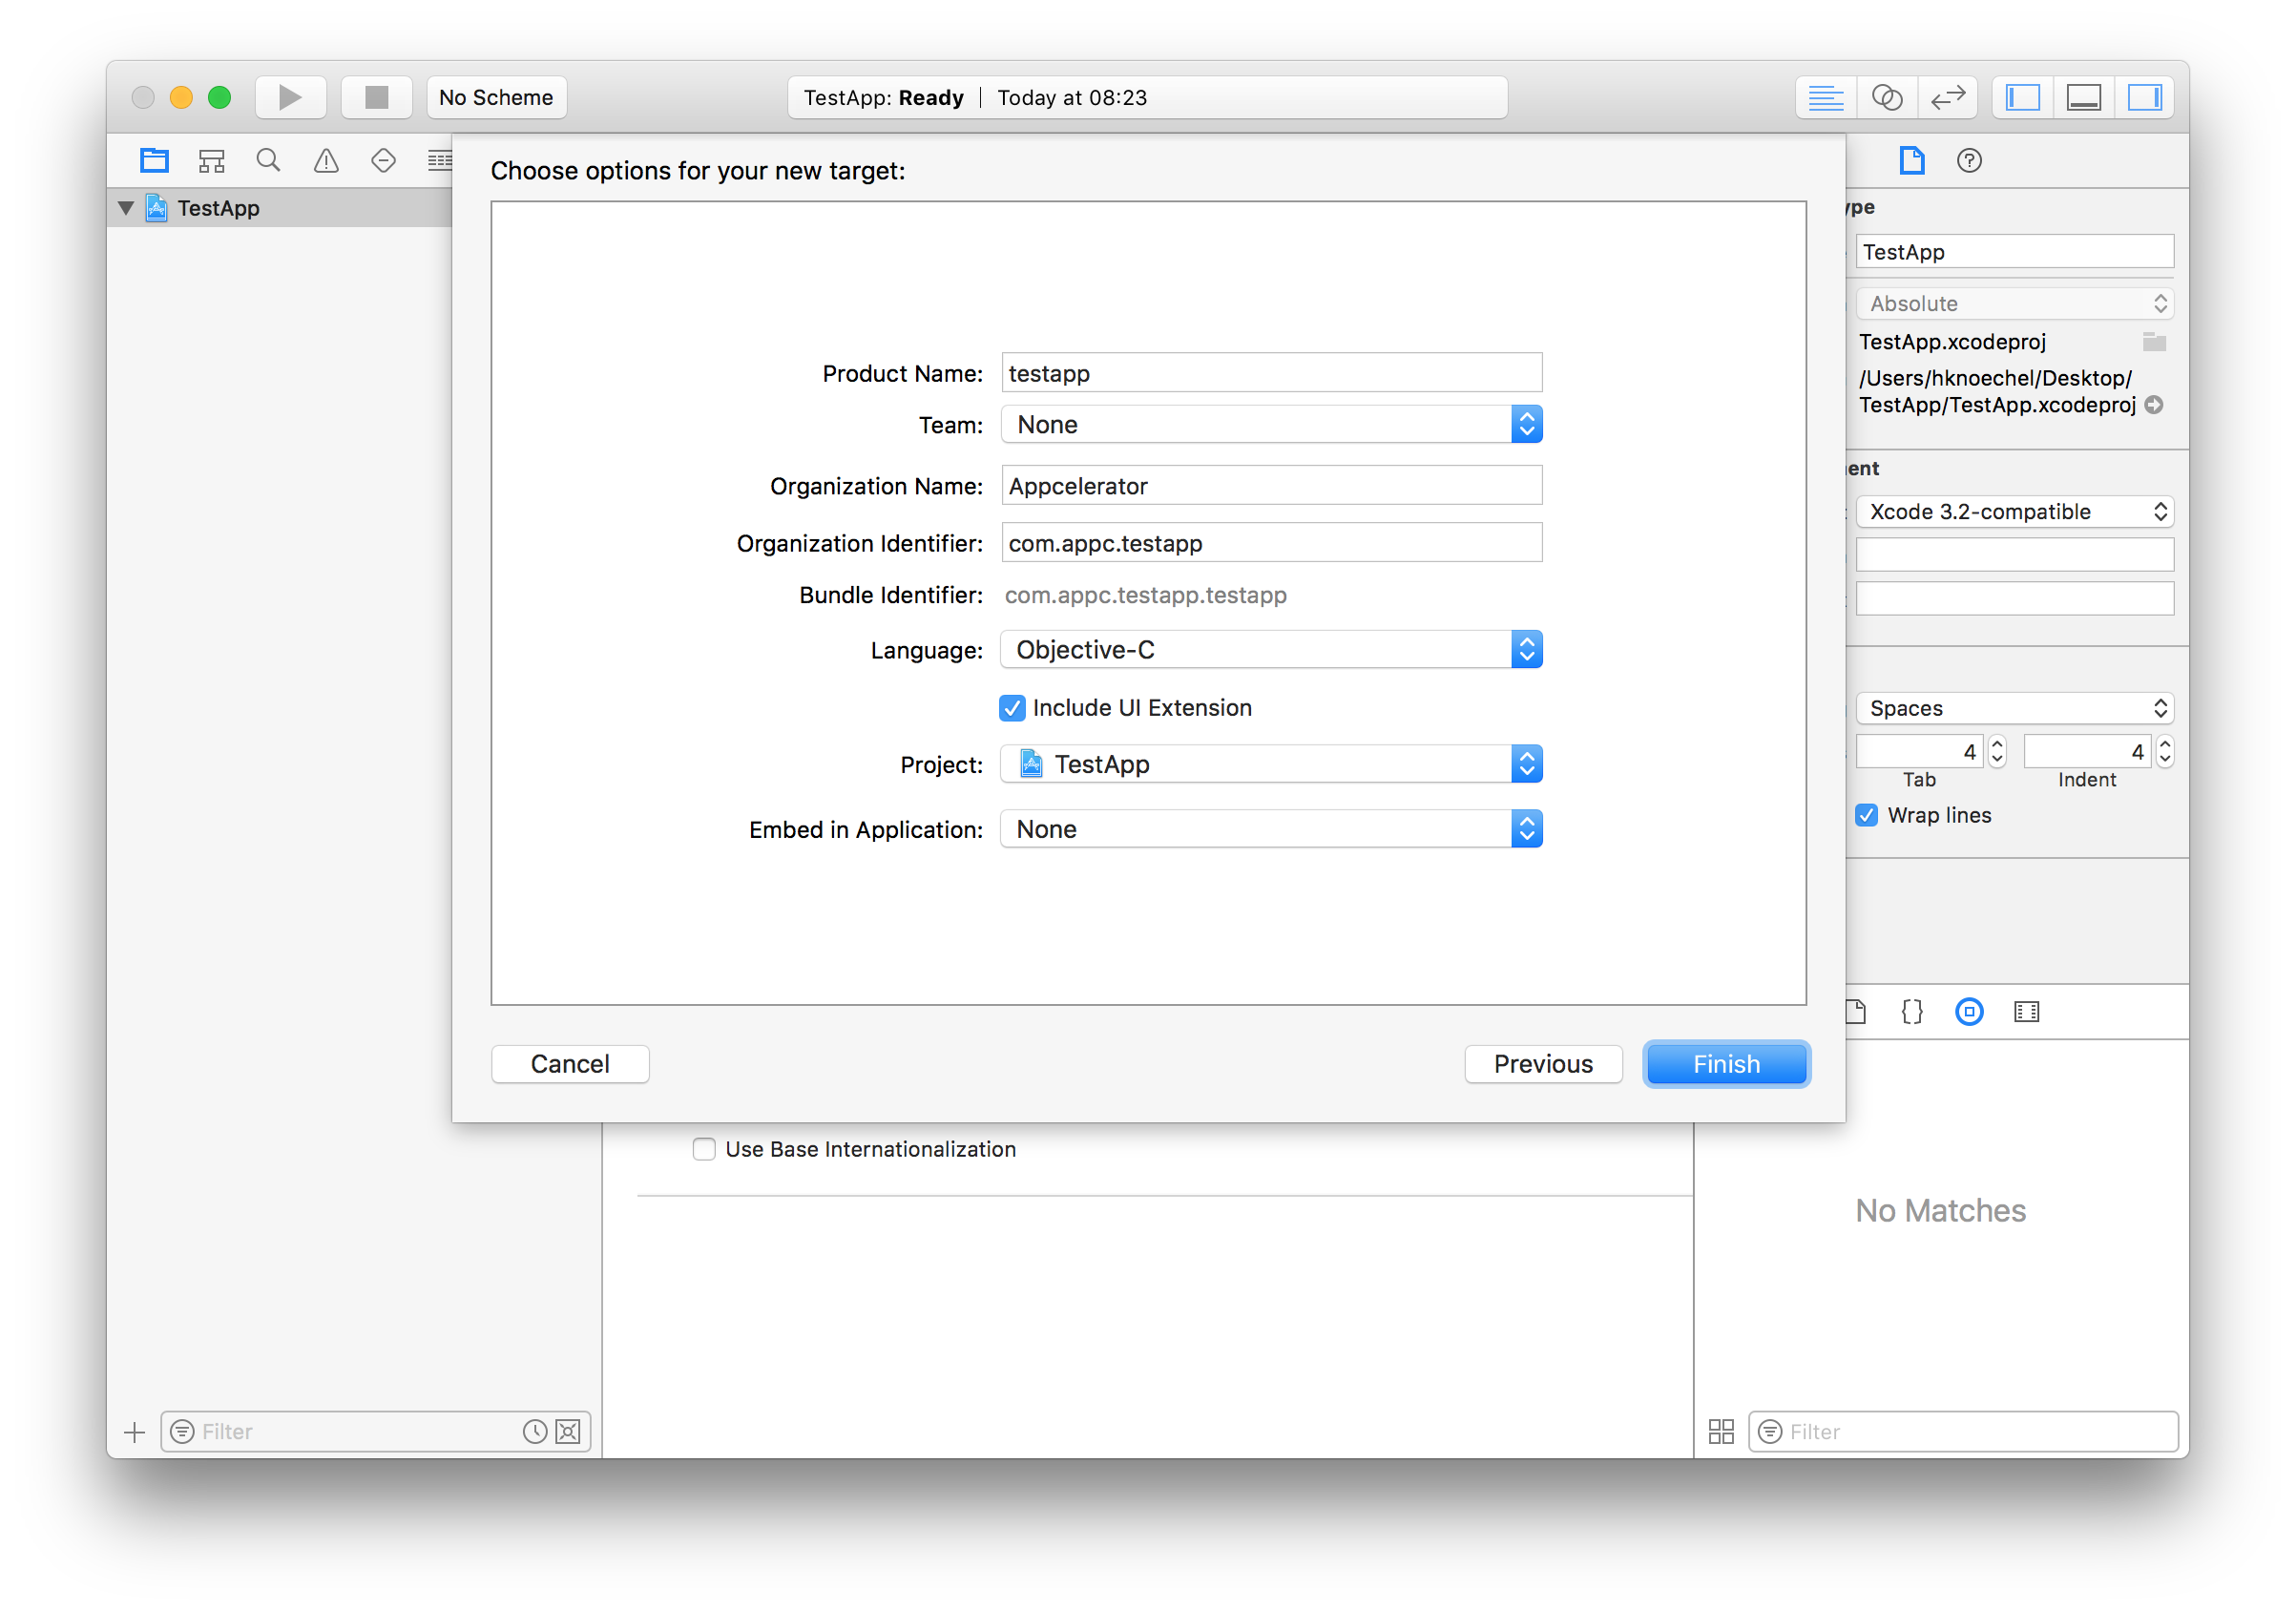 No Scheme
TestApp: Ready | Today at 08:23
TestApp
Choose options for your new target:
Product Name: testapp
Team: None
Organization Name: Appcelerator
Organization Identifier: com.appc.testapp
Bundle Identifier: com.appc.testapp.testapp
Language: Objective-C
Include UI Extension
Project: TestApp
Embed in Application: None
Cancel
Previous
Finish
Use Base Internationalization
Filter
ype
TestApp
Absolute
TestApp.xcodeproj
/Users/hknoechel/Desktop/
TestApp/TestApp.xcodeproj
ent
Xcode 3.2-compatible
Spaces
4 4
Tab Indent
Wrap lines
{}
No Matches
Filter